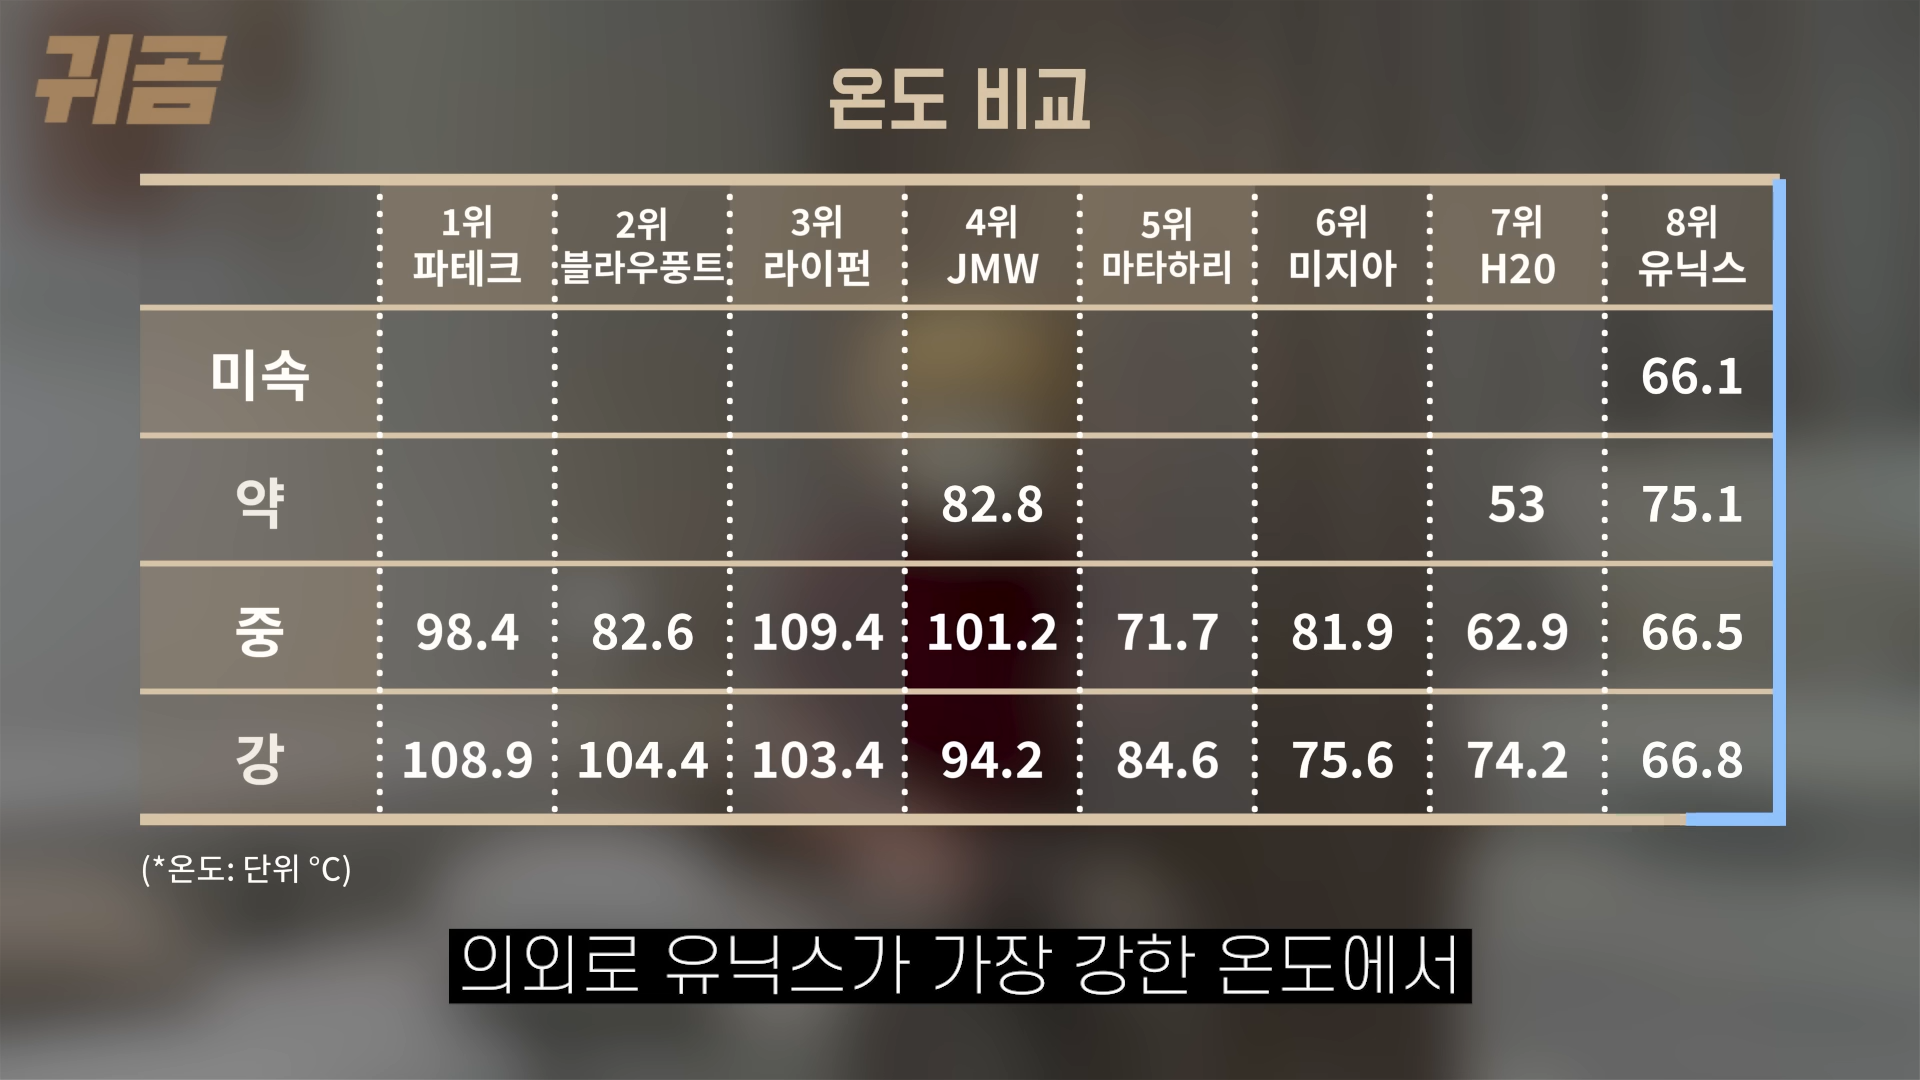 귀곰
온도 비교
1위 2위 3위 4위 5위 6위 7위 8위
파테크 블라우풍트 라이펀 JMW 마타하리 미지아 H20 유닉스
미속 66.1
약 82.8 53 75.1
중 98.4 82.6 109.4 101.2 71.7 81.9 62.9 66.5
강 108.9 104.4 103.4 94.2 84.6 75.6 74.2 66.8
(*온도: 단위 °C)
의외로 유닉스가 가장 강한 온도에서